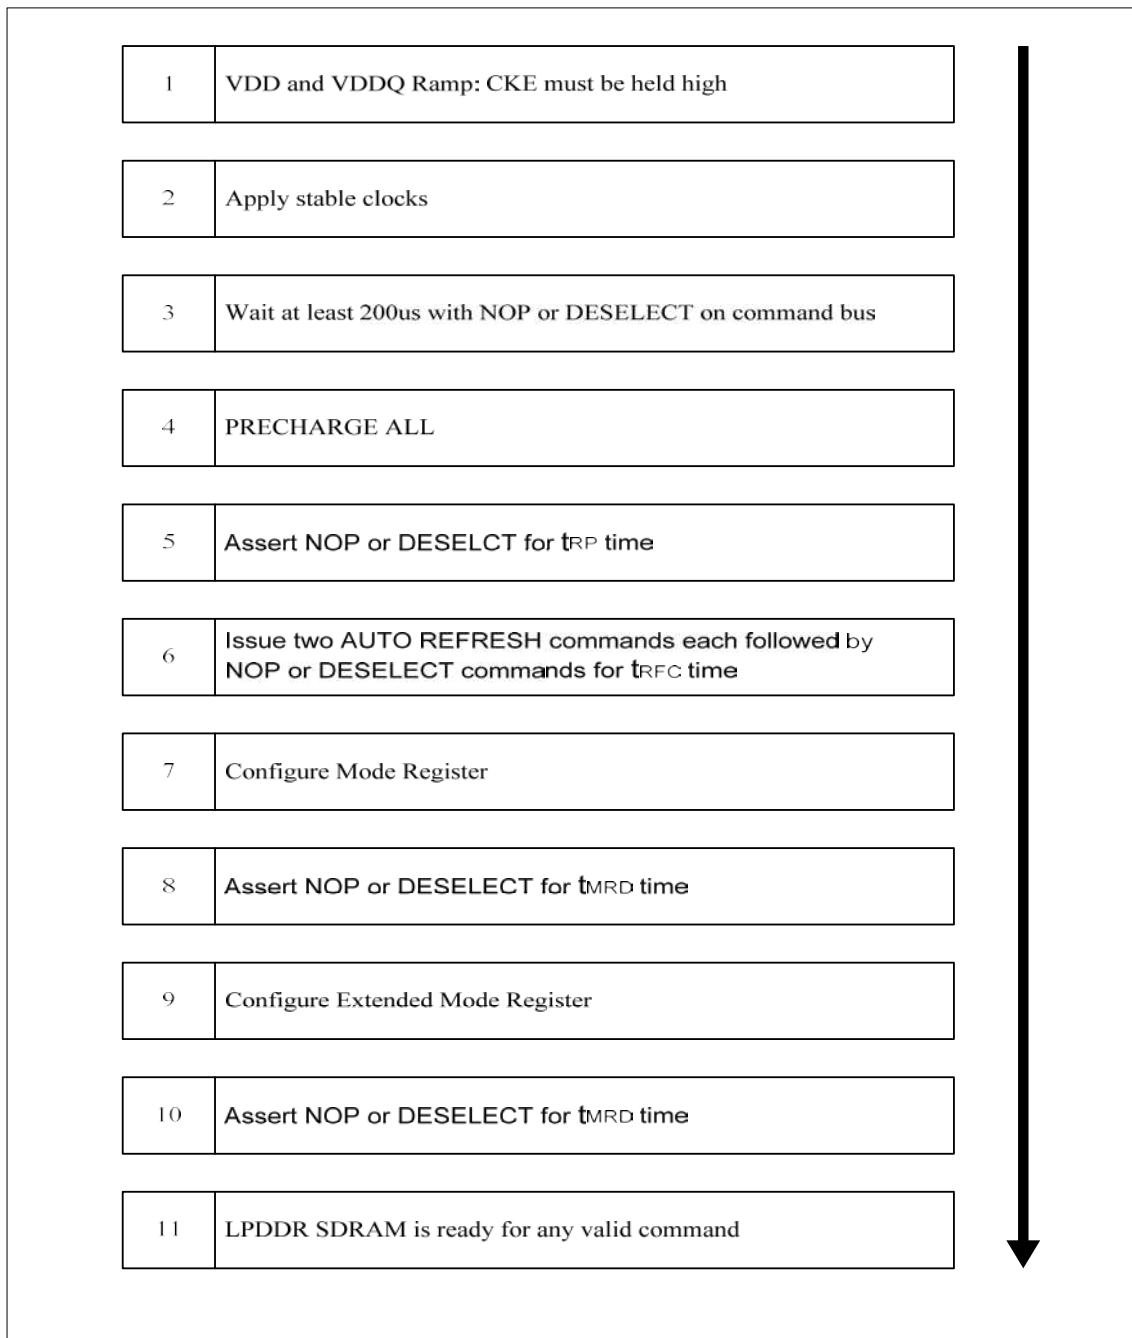 1 VDD and VDDQ Ramp: CKE must be held high
2 Apply stable clocks
3 Wait at least 200us with NOP or DESELECT on command bus
4 PRECHARGE ALL
5 Assert NOP or DESELCT for tRP time
6 Issue two AUTO REFRESH commands each followed by
NOP or DESELECT commands for tRFC time
7 Configure Mode Register
8 Assert NOP or DESELECT for tMRD time
9 Configure Extended Mode Register
10 Assert NOP or DESELECT for tMRD time
11 LPDDR SDRAM is ready for any valid command